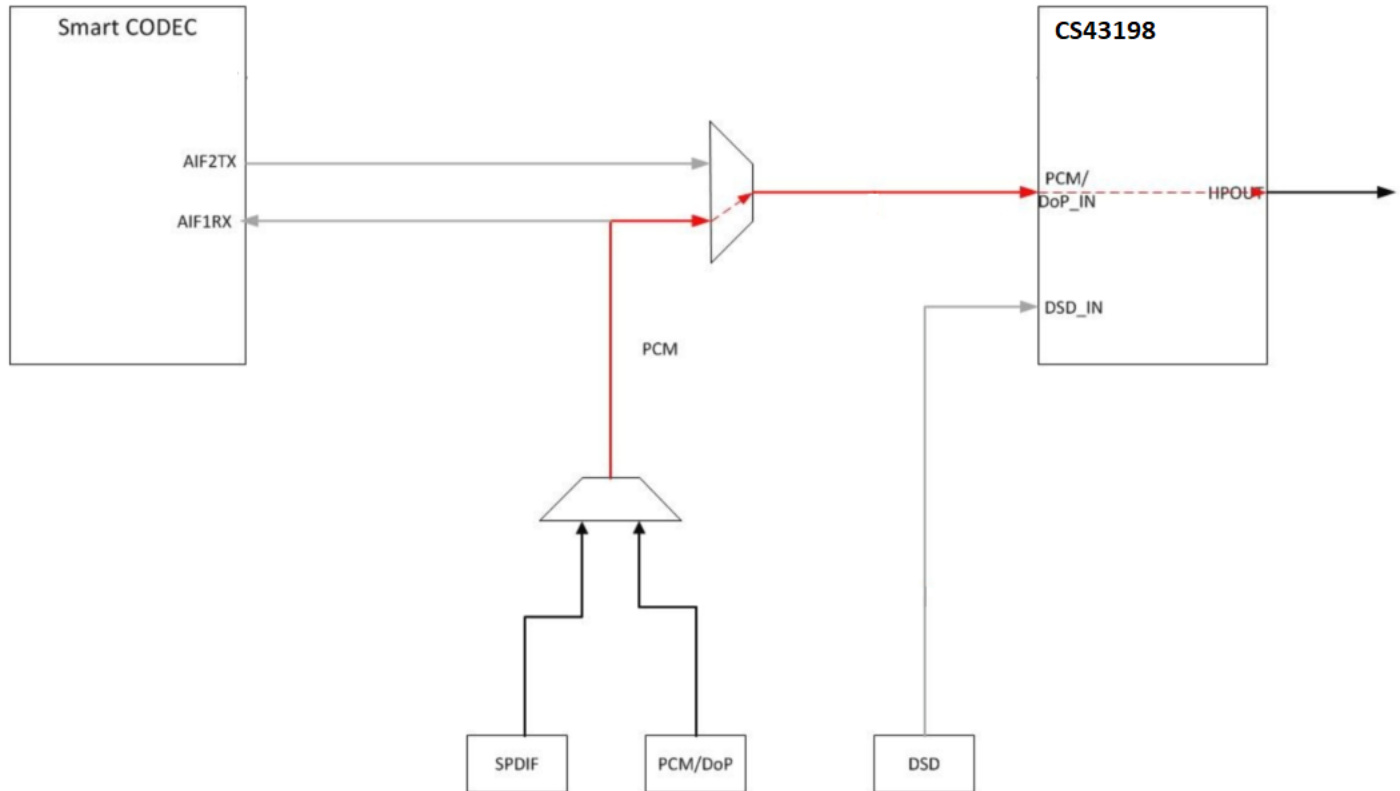 Smart CODEC
CS43198
AIF2TX
AIF1RX
PCM/
DoP_IN
HPOUT
DSD_IN
PCM
SPDIF
PCM/DoP
DSD